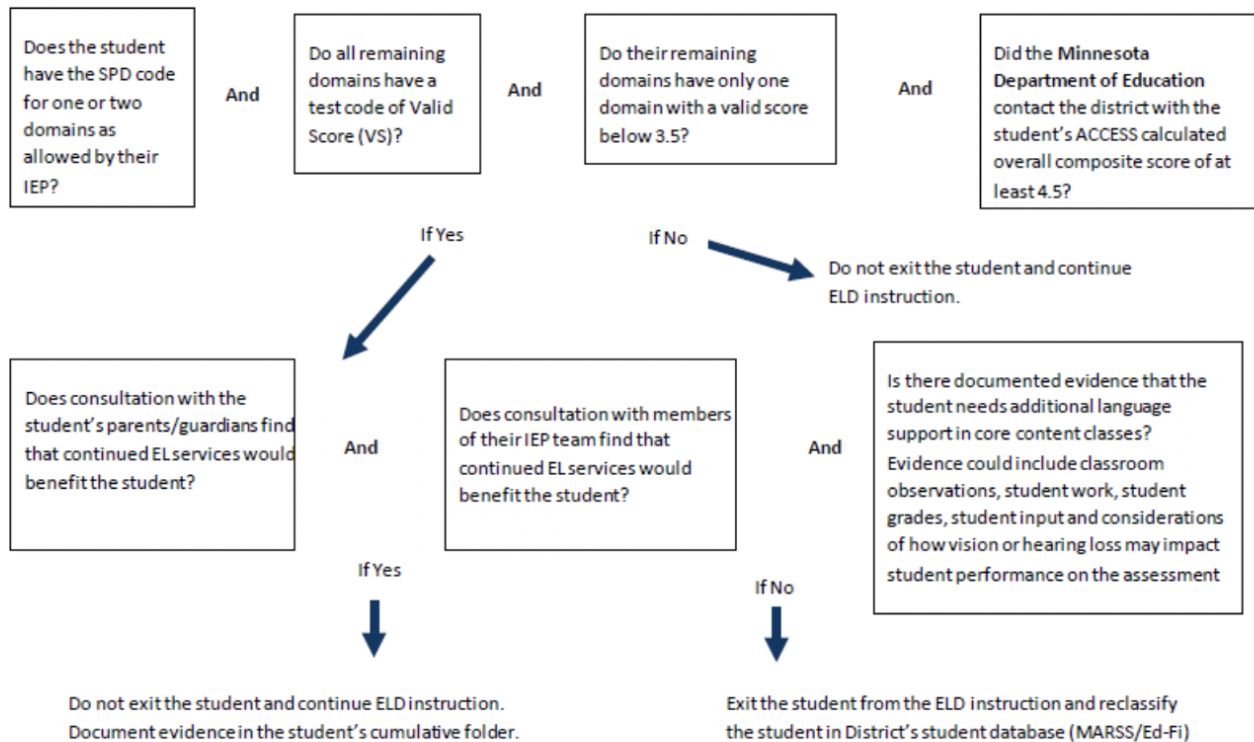 Does the student
have the SPD code
for one or two
domains as
allowed by their
IEP?
And
Do all remaining
domains have a
test code of Valid
Score (VS)?
And
Do their remaining
domains have only one
domain with a valid score
below 3.5?
And
Did the Minnesota
Department of Education
contact the district with the
student's ACCESS calculated
overall composite score of at
least 4.5?
If Yes
If No
Do not exit the student and continue
ELD instruction.
Does consultation with the
student's parents/guardians find
that continued EL services would
benefit the student?
And
Does consultation with members
of their IEP team find that
continued EL services would
benefit the student?
And
Is there documented evidence that the
student needs additional language
support in core content classes?
Evidence could include classroom
observations, student work, student
grades, student input and considerations
of how vision or hearing loss may impact
student performance on the assessment
If Yes
If No
Do not exit the student and continue ELD instruction.
Document evidence in the student's cumulative folder.
Exit the student from the ELD instruction and reclassify
the student in District's student database (MARSS/Ed-Fi)